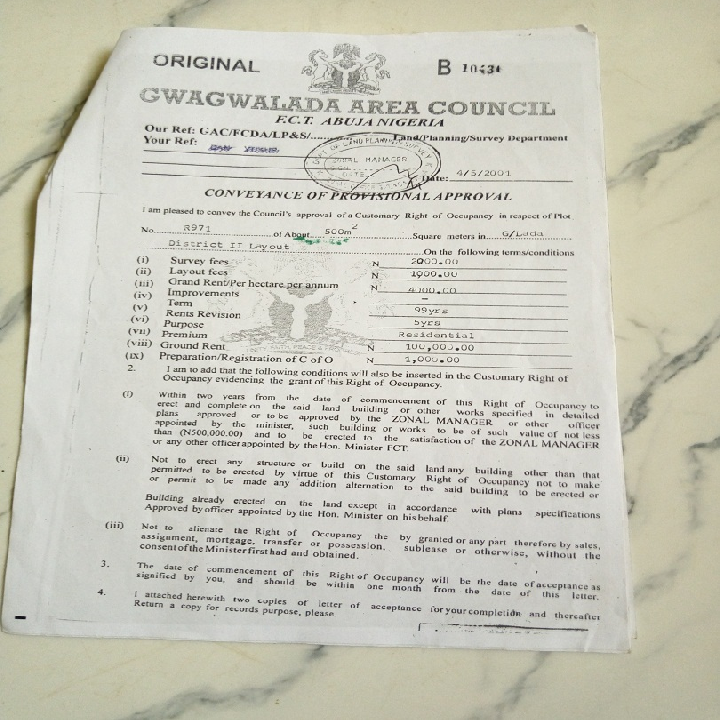 ORIGINAL
B 10434
GWAGWALADA AREA COUNCIL
F.C.T. ABUJA NIGERIA
Our Ref: GAC/FCDA/LP&S/........... Land/Planning/Survey Department
Your Ref:
ZONAL MANAGER
DATE
Date: 4/5/2001
CONVEYANCE OF PROVISIONAL APPROVAL
I am pleased to convey the Council's approval of a Customary Right of Occupancy in respect of Plot
No. R971 of About 500m2 Square meters in G/Lada
District II Layout On the following terms/conditions
(i) Survey fees N 2000.00
(ii) Layout fees 1000.00
(iii) Grand Rent/Per hectare per annum N 4000.00
(iv) Improvements –
(v) Term 99yrs
(vi) Rents Revision 5yrs
(vii) Purpose Residential
(viii) Premium N 100,000.00
Ground Rent
(ix) Preparation/Registration of C of O N 1,000.00
2. I am to add that the following conditions will also be inserted in the Customary Right of
Occupancy evidencing the grant of this Right of Occupancy.
(i) Within two years from the date of commencement of this Right of Occupancy to
erect and complete on the said land building or other works specified in detailed
plans approved or to be approved by the ZONAL MANAGER or other officer
appointed by the minister, such building or works to be of such value of not less
than (N500,000.00) and to be erected to the satisfaction of the ZONAL MANAGER
or any other officer appointed by the Hon. Minister FCT.
(ii) Not to erect any structure or build on the said land any building other than that
permitted to be erected by virtue of this Customary Right of Occupancy not to make
or permit to be made any addition alternation to the said building to be erected or
Building already erected on the land except in accordance with plans specifications
Approved by officer appointed by the Hon. Minister on his behalf.
(iii) Not to alienate the Right of Occupancy the by granted or any part therefore by sales,
assigament, mortgage, transfer or possession, sublease or otherwise, without the
consent of the Minister first had and obtained.
3. The date of commencement of this Right of Occupancy will be the date of acceptance as
signified by you, and should be within one month from the date of this letter.
4. I attached herewith two copies of letter of acceptance for your completion and thereafter
Return a copy for records purpose, please